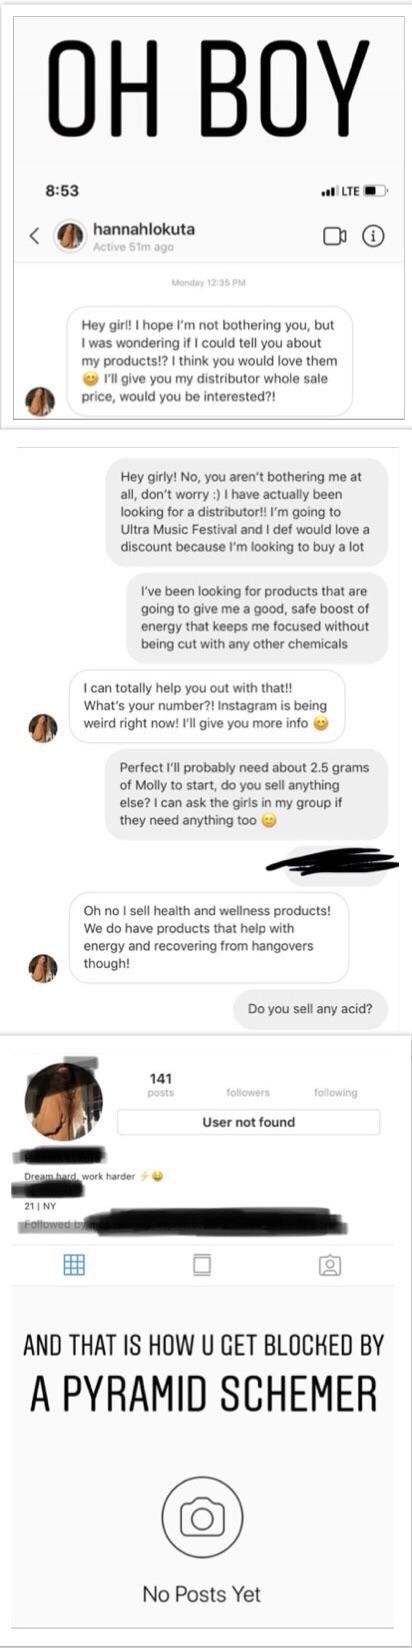 OH BOY
8:53
LTE
hannahlokuta
Active 51m ago
Monday 12:35 PM
Hey girl! I hope I'm not bothering you, but
I was wondering if I could tell you about
my products!? I think you would love them
😊 I'll give you my distributor whole sale
price, would you be interested?!
Hey girly! No, you aren't bothering me at
all, don't worry :) I have actually been
looking for a distributor!! I'm going to
Ultra Music Festival and I def would love a
discount because I'm looking to buy a lot
I've been looking for products that are
going to give me a good, safe boost of
energy that keeps me focused without
being cut with any other chemicals
I can totally help you out with that!!
What's your number?! Instagram is being
weird right now! I'll give you more info 😊
Perfect I'll probably need about 2.5 grams
of Molly to start, do you sell anything
else? I can ask the girls in my group if
they need anything too 😊
Oh no I sell health and wellness products!
We do have products that help with
energy and recovering from hangovers
though!
Do you sell any acid?
141
posts
followers
following
User not found
Dream hard, work harder ⚡😜
21 | NY
Followed by
AND THAT IS HOW U GET BLOCKED BY
A PYRAMID SCHEMER
No Posts Yet